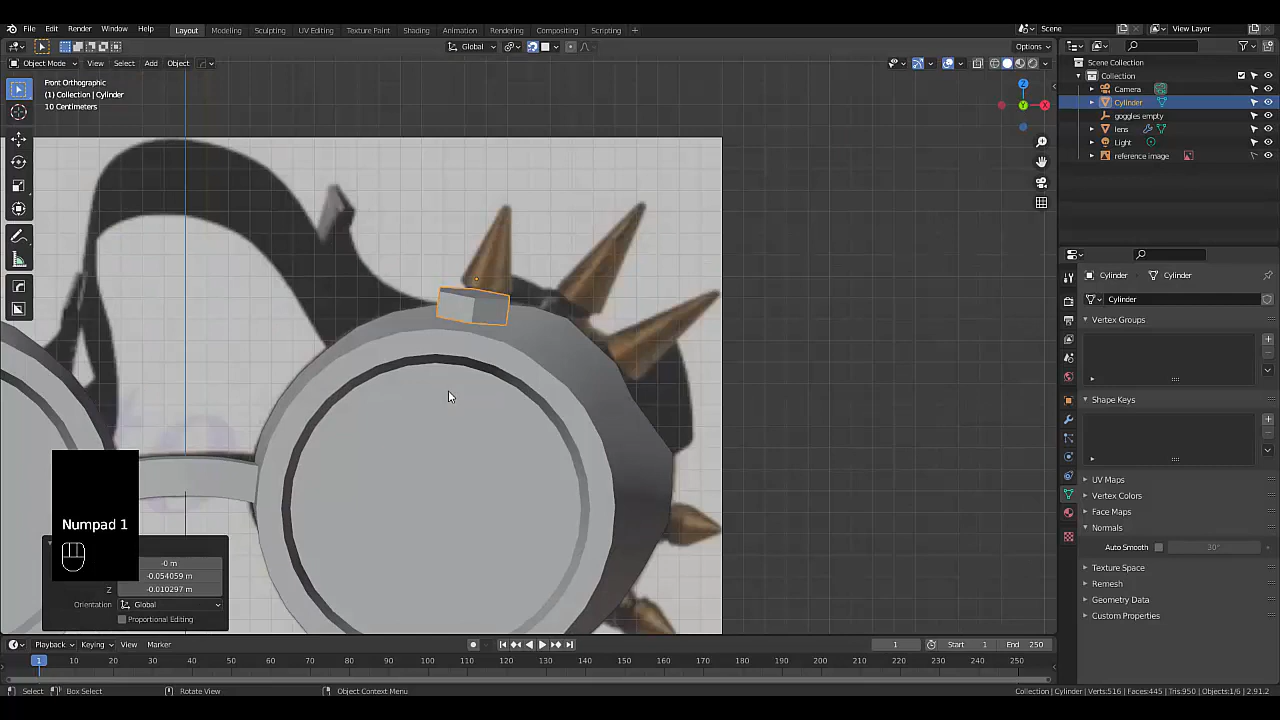 File Edit Render Window Help Layout Modeling Sculpting UV Editing Texture Paint Shading Animation Rendering Compositing Scripting + Scene View Layer
Global Options
Object Mode View Select Add Object
Scene Collection
Collection
Camera
Cylinder
goggles empty
lens
Light
reference image
Front Orthographic
(1) Collection | Cylinder
10 Centimeters
Z
X
Y
Cylinder Cylinder
Cylinder
Vertex Groups
Shape Keys
UV Maps
Vertex Colors
Face Maps
Normals
Auto Smooth 30°
Texture Space
Remesh
Geometry Data
Custom Properties
Numpad 1
-0 m
-0.054059 m
Z -0.010297 m
Orientation Global
Proportional Editing
Playback Keying View Marker 1 Start 1 End 250
1 10 20 30 40 50 60 70 80 90 100 110 120 130 140 150 160 170 180 190 200 210 220 230 240 250
Select Box Select Rotate View Object Context Menu Collection | Cylinder | Verts:516 | Faces:445 | Tris:950 | Objects:1/6 | 2.91.2